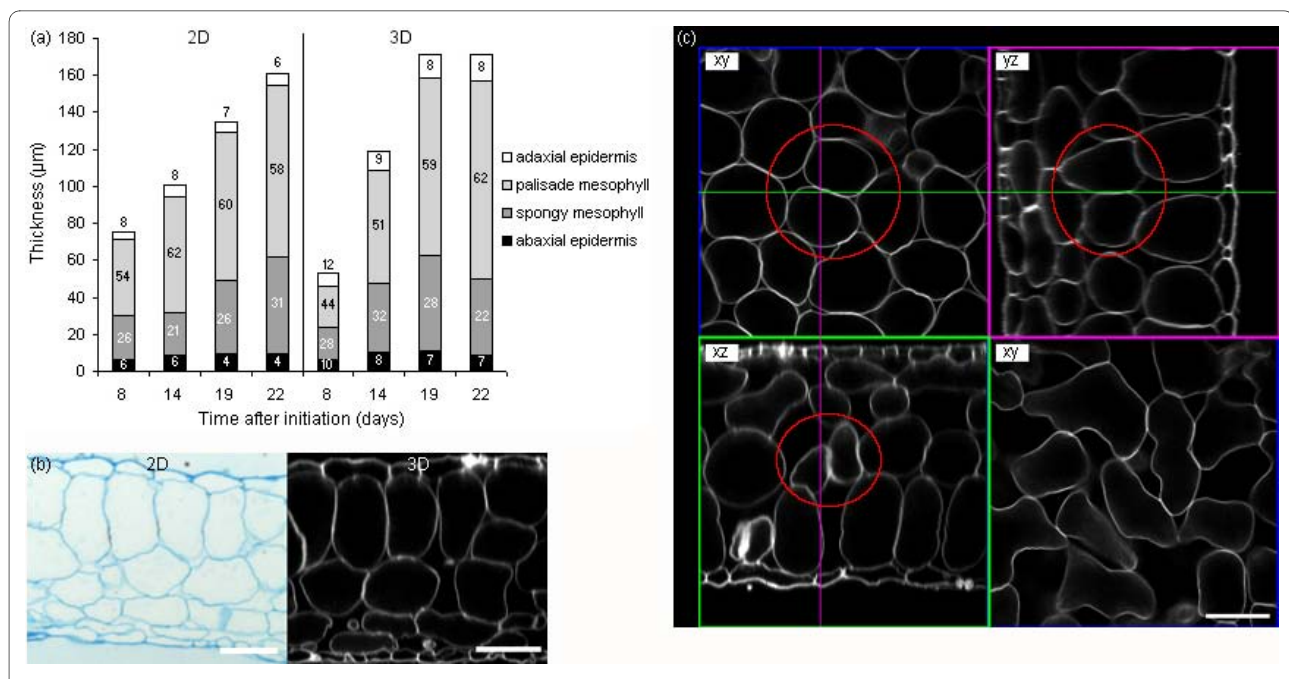 (a)
2D 3D
180
160
140
120
100
80
60
40
20
0
Thickness (µm)
8 8 7 6 12 9 8 8
54 62 60 58 44 51 59 62
26 21 26 31 28 32 28 22
6 6 4 4 10 8 7 7
8 14 19 22 8 14 19 22
Time after initiation (days)
adaxial epidermis
palisade mesophyll
spongy mesophyll
abaxial epidermis
(b) 2D 3D
(c)
xy yz
xz xy